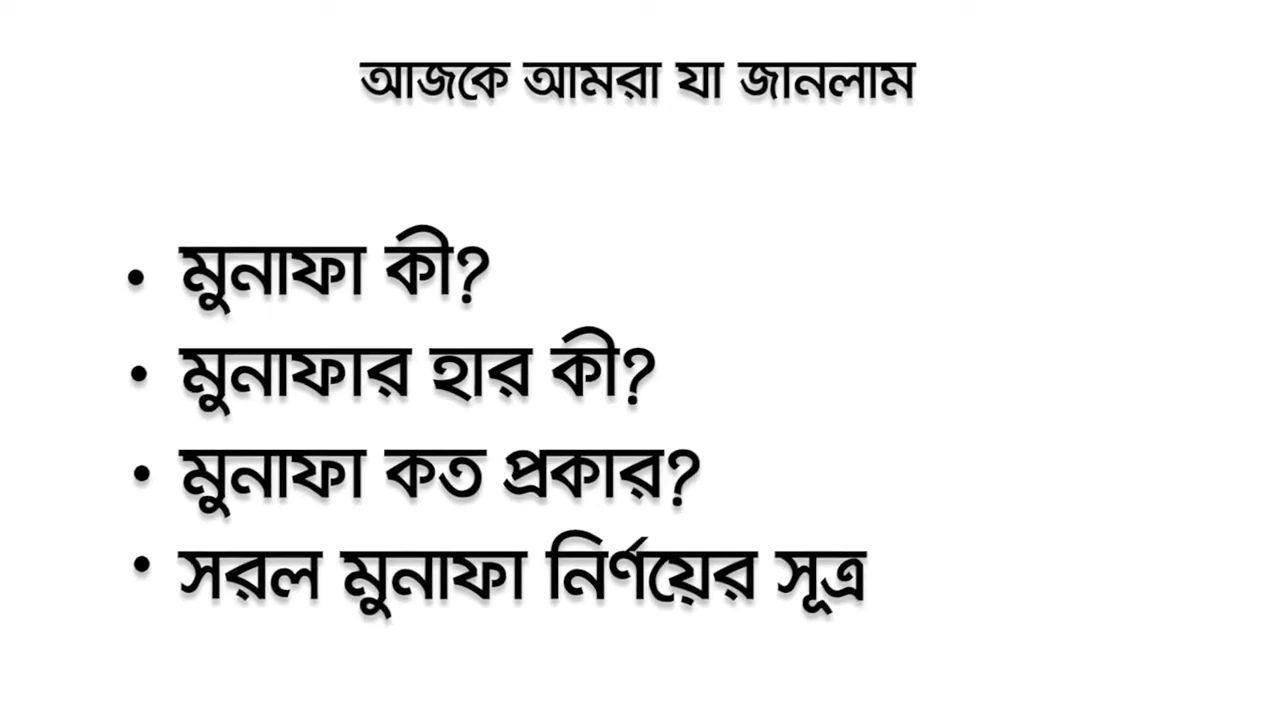 আজকে আমরা যা জানলাম
• মুনাফা কী?
• মুনাফার হার কী?
• মুনাফা কত প্রকার?
• সরল মুনাফা নির্ণয়ের সূত্র